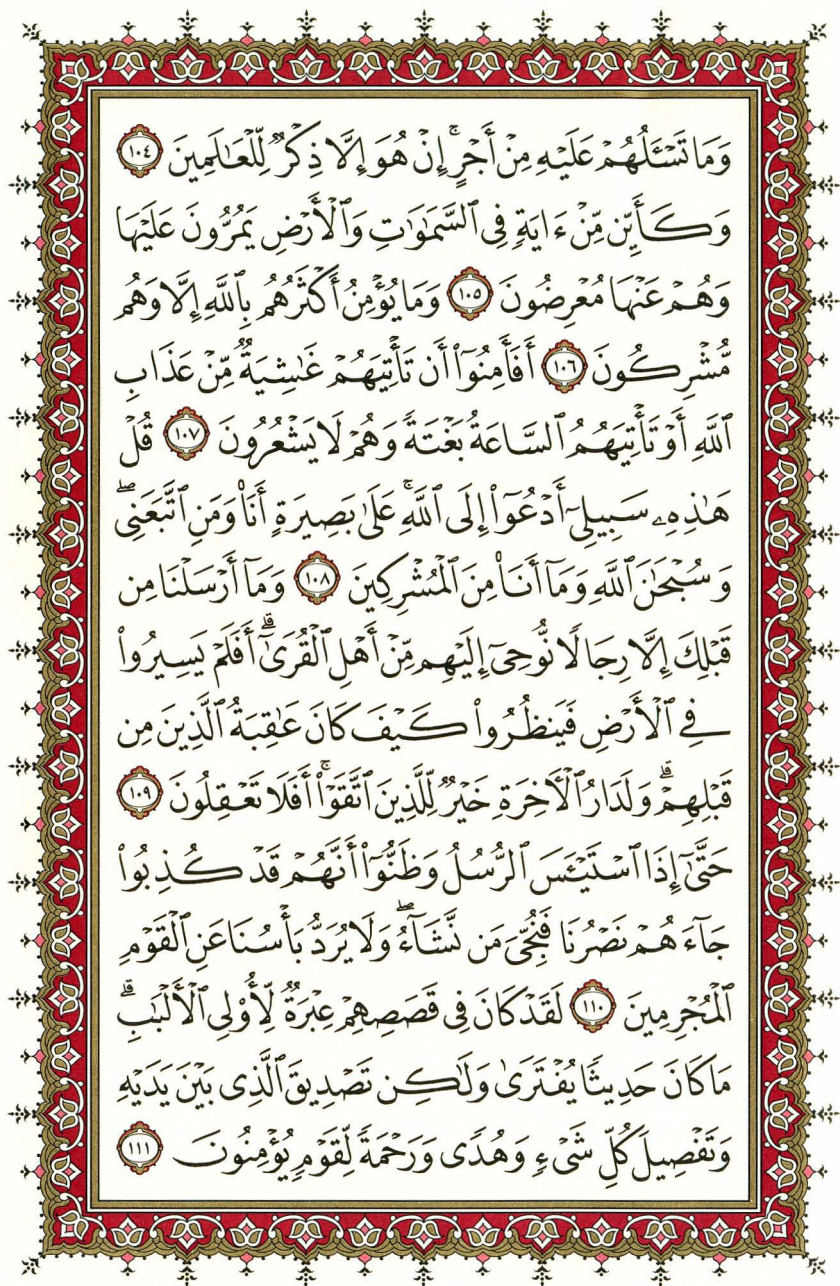 وَمَا تَسْـَٔلُهُمْ عَلَيْهِ مِنْ أَجْرٍ ۚ إِنْ هُوَ إِلَّا ذِكْرٌ لِّلْعَـٰلَمِينَ ١٠٤
وَكَأَيِّن مِّنْ ءَايَةٍ فِى ٱلسَّمَـٰوَٰتِ وَٱلْأَرْضِ يَمُرُّونَ عَلَيْهَا
وَهُمْ عَنْهَا مُعْرِضُونَ ١٠٥ وَمَا يُؤْمِنُ أَكْثَرُهُم بِٱللَّهِ إِلَّا وَهُم
مُّشْرِكُونَ ١٠٦ أَفَأَمِنُوٓا۟ أَن تَأْتِيَهُمْ غَـٰشِيَةٌ مِّنْ عَذَابِ
ٱللَّهِ أَوْ تَأْتِيَهُمُ ٱلسَّاعَةُ بَغْتَةً وَهُمْ لَا يَشْعُرُونَ ١٠٧ قُلْ
هَـٰذِهِۦ سَبِيلِىٓ أَدْعُوٓا۟ إِلَى ٱللَّهِ ۚ عَلَىٰ بَصِيرَةٍ أَنَا۠ وَمَنِ ٱتَّبَعَنِى ۖ
وَسُبْحَـٰنَ ٱللَّهِ وَمَآ أَنَا۠ مِنَ ٱلْمُشْرِكِينَ ١٠٨ وَمَآ أَرْسَلْنَا مِن
قَبْلِكَ إِلَّا رِجَالًا نُّوحِىٓ إِلَيْهِم مِّنْ أَهْلِ ٱلْقُرَىٰٓ ۗ أَفَلَمْ يَسِيرُوا۟
فِى ٱلْأَرْضِ فَيَنظُرُوا۟ كَيْفَ كَانَ عَـٰقِبَةُ ٱلَّذِينَ مِن
قَبْلِهِمْ ۗ وَلَدَارُ ٱلْـَٔاخِرَةِ خَيْرٌ لِّلَّذِينَ ٱتَّقَوْا۟ ۚ أَفَلَا تَعْقِلُونَ ١٠٩
حَتَّىٰٓ إِذَا ٱسْتَيْـَٔسَ ٱلرُّسُلُ وَظَنُّوٓا۟ أَنَّهُمْ قَدْ كُذِبُوا۟
جَآءَهُمْ نَصْرُنَا فَنُجِّىَ مَن نَّشَآءُ ۖ وَلَا يُرَدُّ بَأْسُنَا عَنِ ٱلْقَوْمِ
ٱلْمُجْرِمِينَ ١١٠ لَقَدْ كَانَ فِى قَصَصِهِمْ عِبْرَةٌ لِّأُو۟لِى ٱلْأَلْبَـٰبِ ۗ
مَا كَانَ حَدِيثًا يُفْتَرَىٰ وَلَـٰكِن تَصْدِيقَ ٱلَّذِى بَيْنَ يَدَيْهِ
وَتَفْصِيلَ كُلِّ شَىْءٍ وَهُدًى وَرَحْمَةً لِّقَوْمٍ يُؤْمِنُونَ ١١١